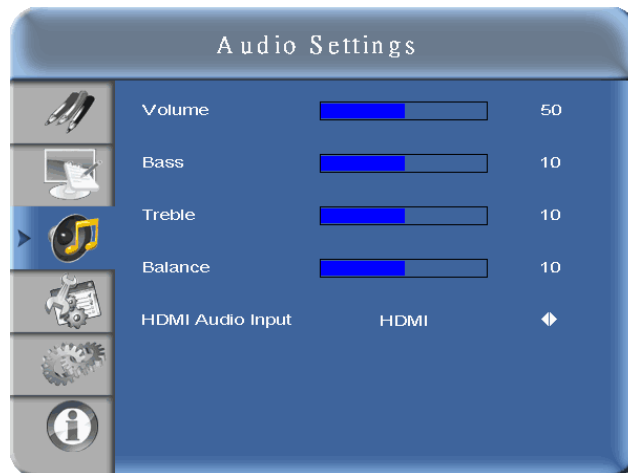 Audio Settings
Volume 50
Bass 10
Treble 10
Balance 10
HDMI Audio Input HDMI